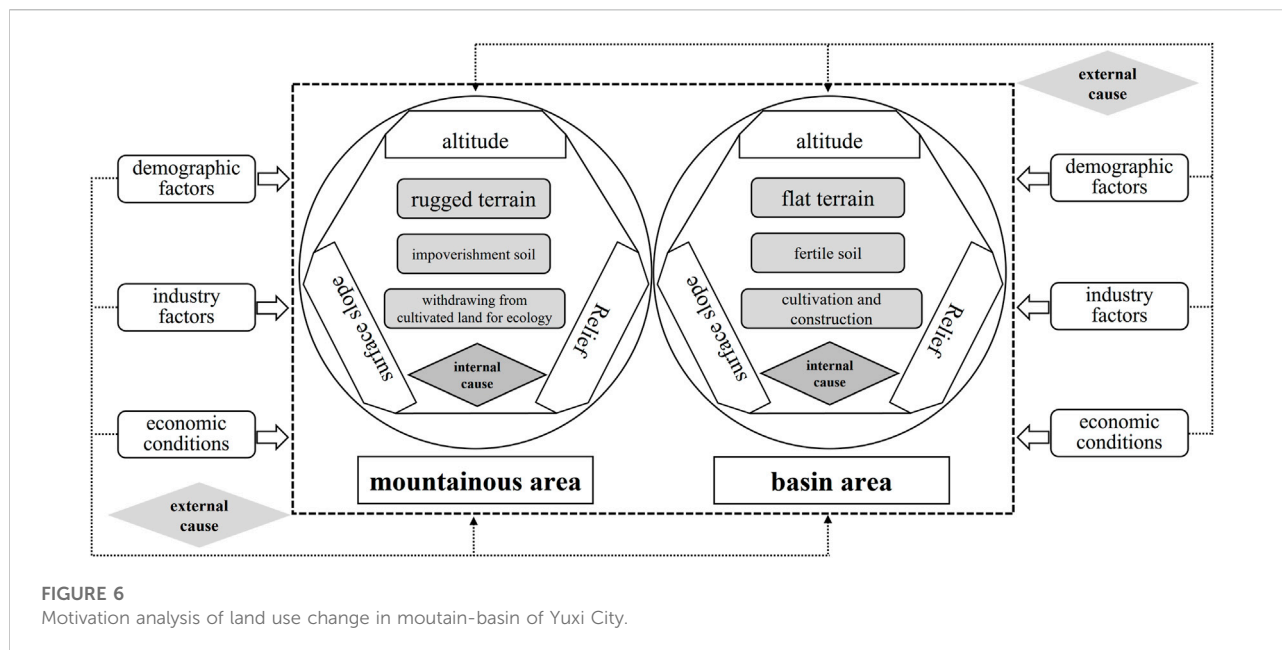 external
cause
altitude
altitude
demographic
factors
demographic
factors
rugged terrain
flat terrain
impoverishment soil
fertile soil
industry
factors
industry
factors
withdrawing from
cultivated land for ecology
cultivation and
construction
surface slope
Relief
surface slope
Relief
internal
cause
internal
cause
economic
conditions
economic
conditions
mountainous area
basin area
external
cause
FIGURE 6
Motivation analysis of land use change in moutain-basin of Yuxi City.